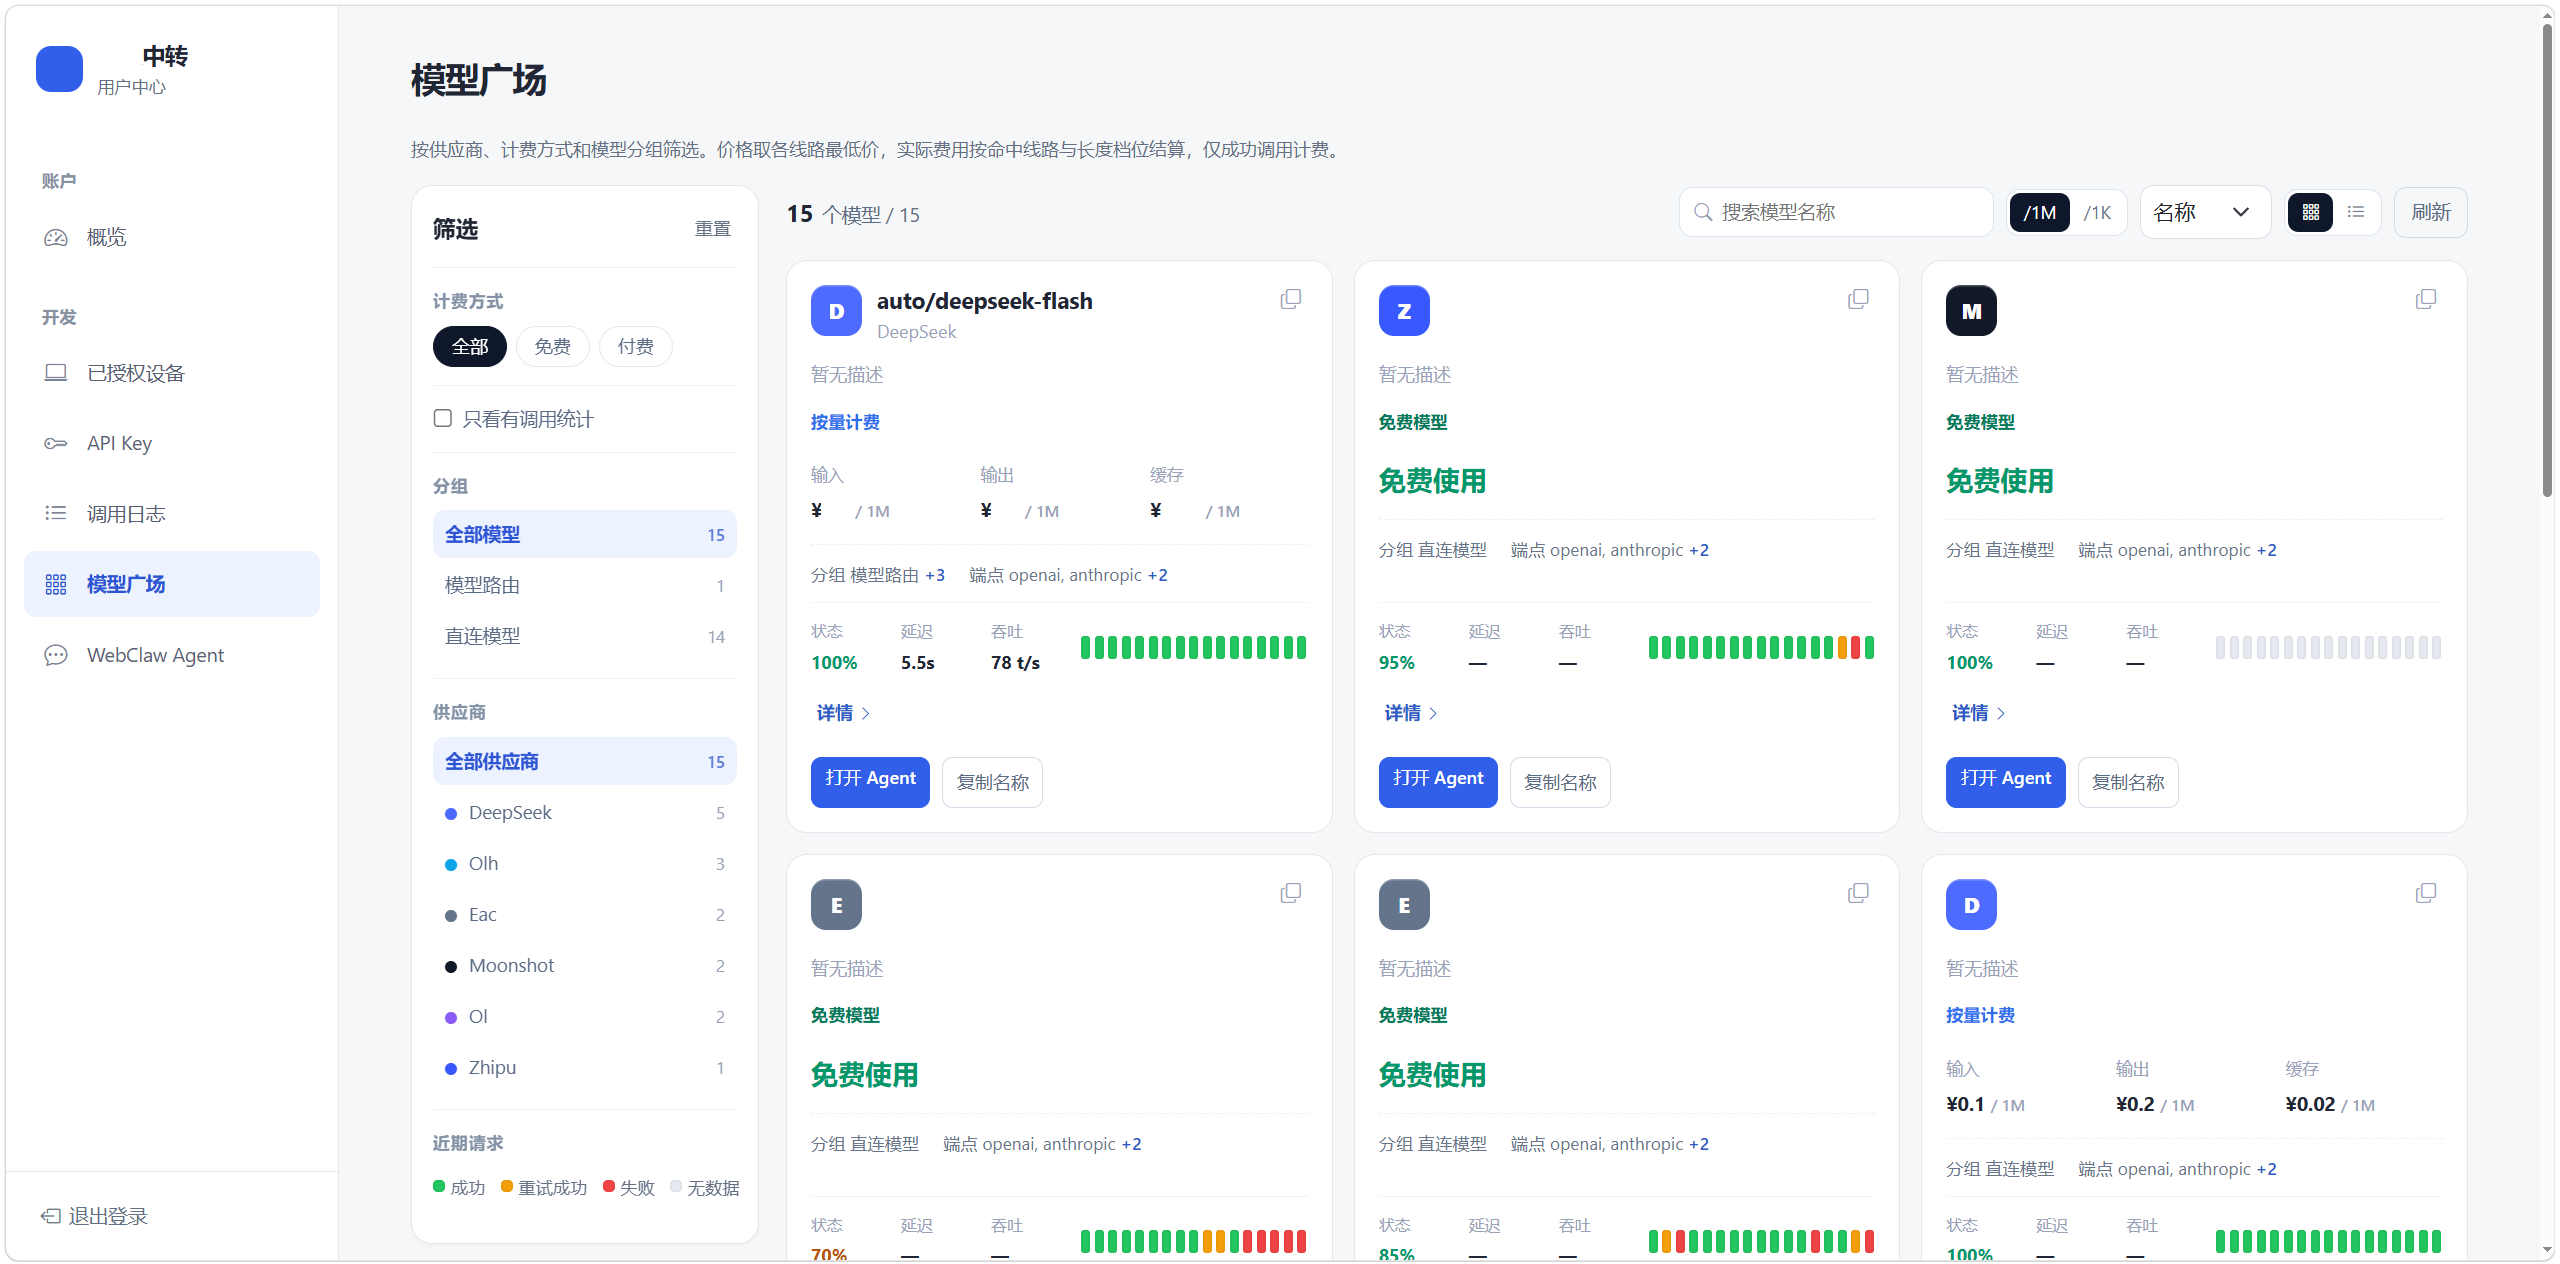 中转
用户中心
账户
概览
开发
已授权设备
API Key
调用日志
模型广场
WebClaw Agent
退出登录
模型广场
按供应商、计费方式和模型分组筛选。价格取各线路最低价，实际费用按命中线路与长度档位结算，仅成功调用计费。
筛选 重置
计费方式
全部 免费 付费
只看有调用统计
分组
全部模型 15
模型路由 1
直连模型 14
供应商
全部供应商 15
DeepSeek 5
Olh 3
Eac 2
Moonshot 2
Ol 2
Zhipu 1
近期请求
成功 重试成功 失败 无数据
15 个模型 / 15
搜索模型名称
/1M /1K
名称
刷新
D
auto/deepseek-flash
DeepSeek
暂无描述
按量计费
输入 输出 缓存
¥ / 1M ¥ / 1M ¥ / 1M
分组 模型路由 +3 端点 openai, anthropic +2
状态 延迟 吞吐
100% 5.5s 78 t/s
详情
打开 Agent 复制名称
Z
暂无描述
免费模型
免费使用
分组 直连模型 端点 openai, anthropic +2
状态 延迟 吞吐
95% — —
详情
打开 Agent 复制名称
M
暂无描述
免费模型
免费使用
分组 直连模型 端点 openai, anthropic +2
状态 延迟 吞吐
100% — —
详情
打开 Agent 复制名称
E
暂无描述
免费模型
免费使用
分组 直连模型 端点 openai, anthropic +2
状态 延迟 吞吐
70% — —
E
暂无描述
免费模型
免费使用
分组 直连模型 端点 openai, anthropic +2
状态 延迟 吞吐
85% — —
D
暂无描述
按量计费
输入 输出 缓存
¥0.1 / 1M ¥0.2 / 1M ¥0.02 / 1M
分组 直连模型 端点 openai, anthropic +2
状态 延迟 吞吐
100% — —